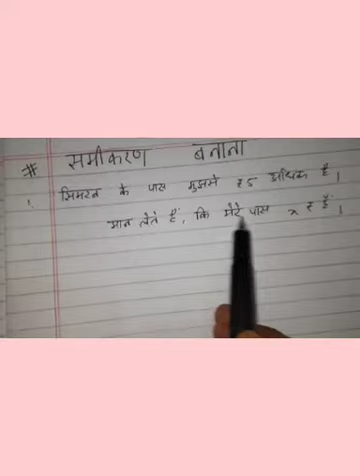 # समीकरण बनाना
1. सिमरन के पास मुझसे ₹5 अधिक है।
मान लेते हैं, कि मेरे पास x ₹ हैं।